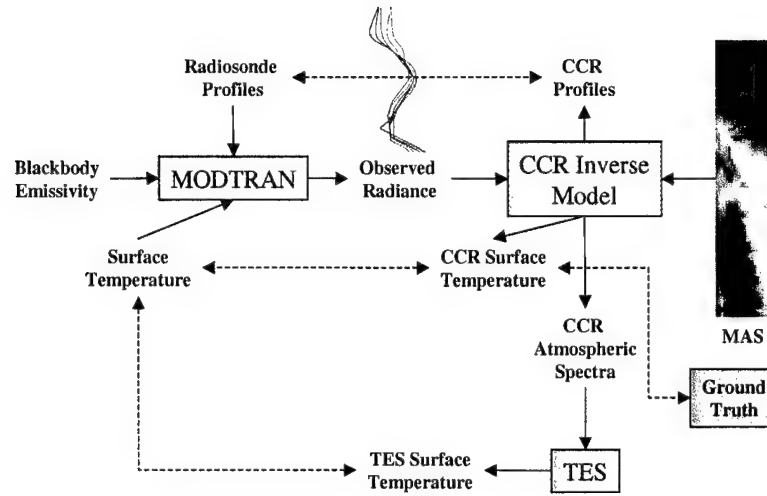 Radiosonde
Profiles
CCR
Profiles
Blackbody
Emissivity
MODTRAN
Observed
Radiance
CCR Inverse
Model
Surface
Temperature
CCR Surface
Temperature
MAS
CCR
Atmospheric
Spectra
Ground
Truth
TES Surface
Temperature
TES